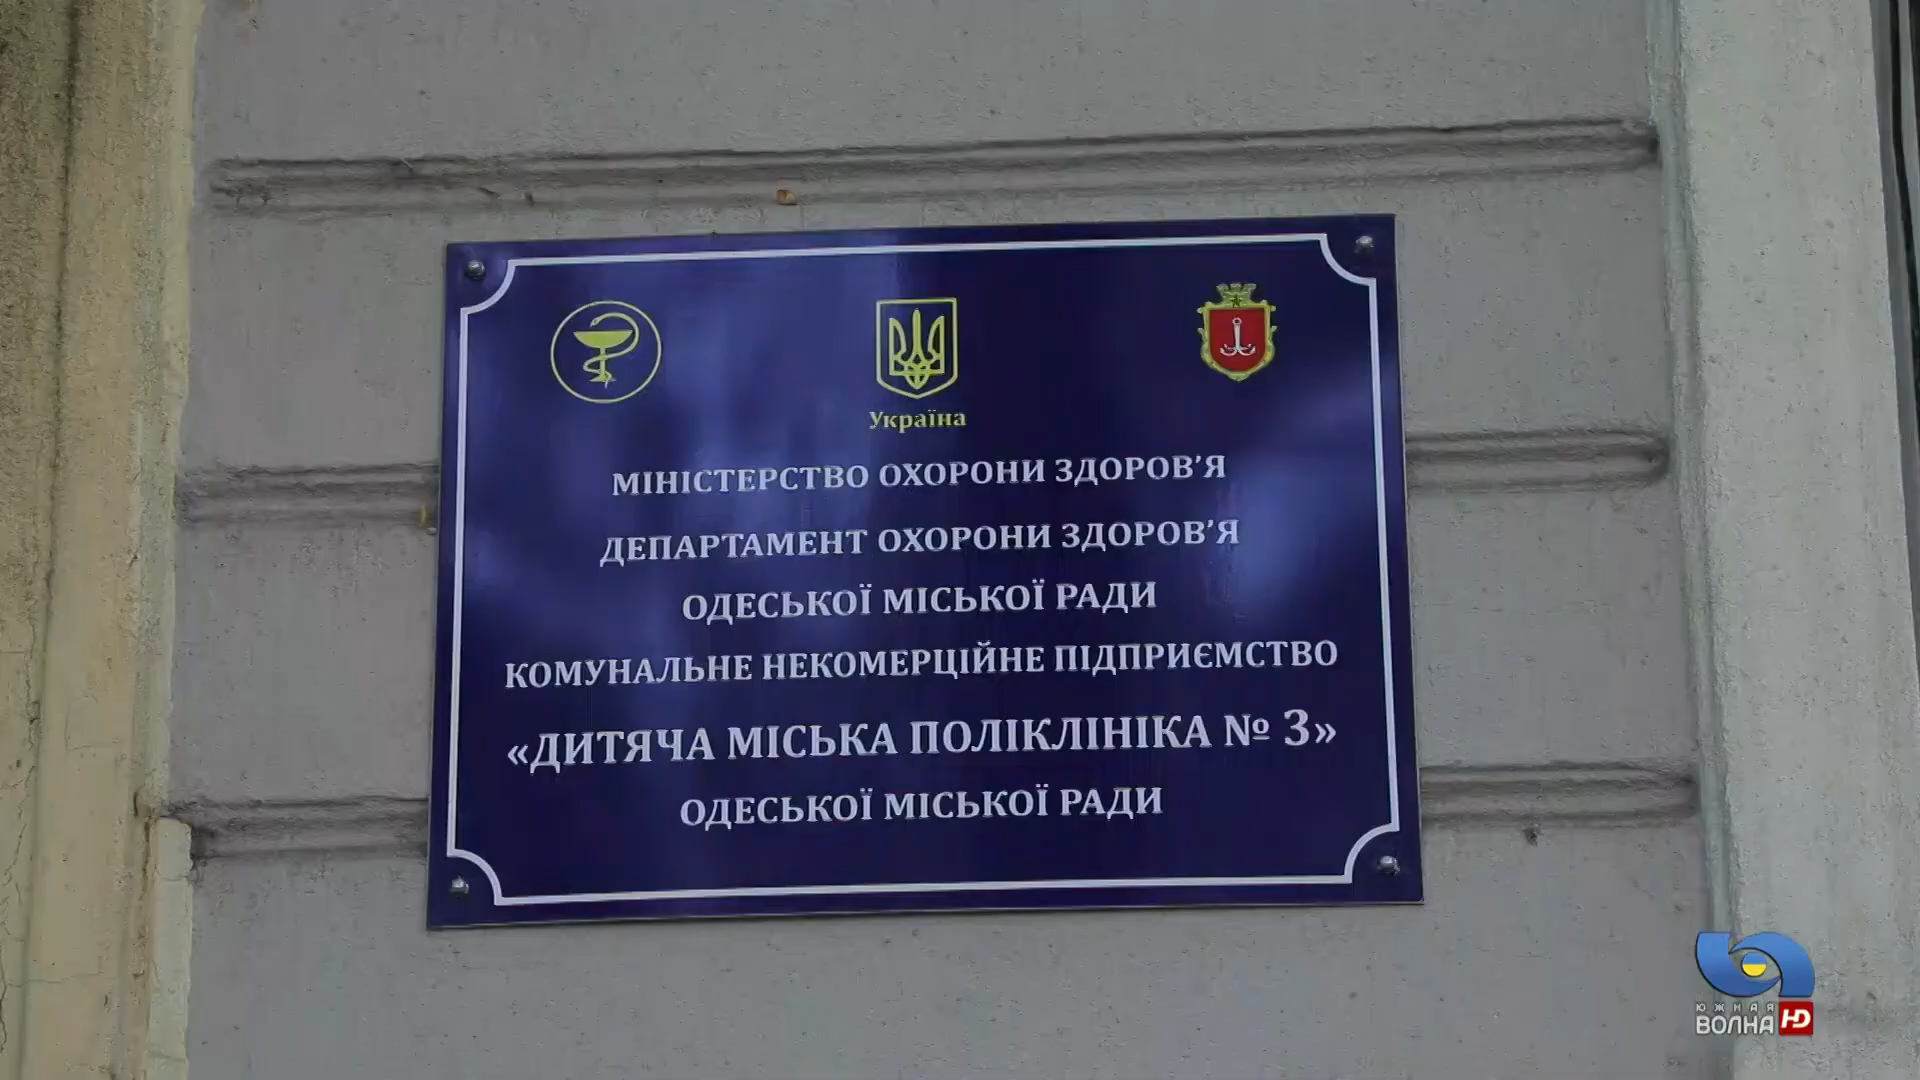 Україна
МІНІСТЕРСТВО ОХОРОНИ ЗДОРОВ’Я
ДЕПАРТАМЕНТ ОХОРОНИ ЗДОРОВ’Я
ОДЕСЬКОЇ МІСЬКОЇ РАДИ
КОМУНАЛЬНЕ НЕКОМЕРЦІЙНЕ ПІДПРИЄМСТВО
«ДИТЯЧА МІСЬКА ПОЛІКЛІНІКА № 3»
ОДЕСЬКОЇ МІСЬКОЇ РАДИ
ЮЖНАЯ
ВОЛНА HD